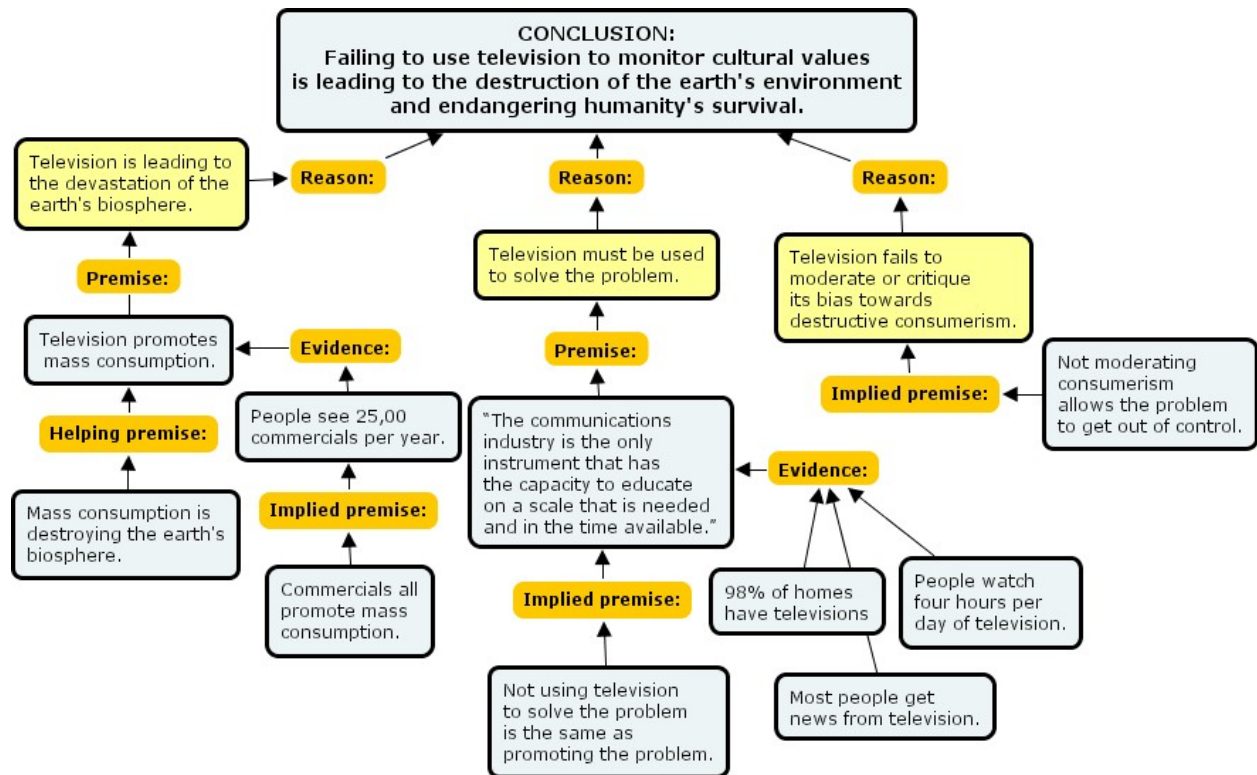 CONCLUSION:
Failing to use television to monitor cultural values
is leading to the destruction of the earth's environment
and endangering humanity's survival.
Television is leading to
the devastation of the
earth's biosphere.
Reason:
Reason:
Reason:
Television must be used
to solve the problem.
Television fails to
moderate or critique
its bias towards
destructive consumerism.
Premise:
Television promotes
mass consumption.
Evidence:
Premise:
Implied premise:
Not moderating
consumerism
allows the problem
to get out of control.
Helping premise:
People see 25,00
commercials per year.
"The communications
industry is the only
instrument that has
the capacity to educate
on a scale that is needed
and in the time available."
Evidence:
Mass consumption is
destroying the earth's
biosphere.
Implied premise:
Commercials all
promote mass
consumption.
Implied premise:
98% of homes
have televisions
People watch
four hours per
day of television.
Not using television
to solve the problem
is the same as
promoting the problem.
Most people get
news from television.